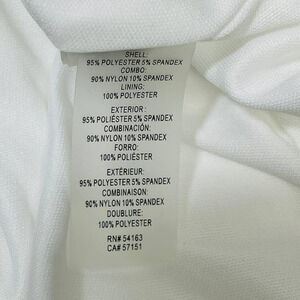 SHELL:
95% POLYESTER 5% SPANDEX
COMBO:
90% NYLON 10% SPANDEX
LINING:
100% POLYESTER
EXTERIOR:
95% POLIÉSTER 5% SPANDEX
COMBINACIÓN:
90% NYLON 10% SPANDEX
FORRO:
100% POLIÉSTER
EXTÉRIEUR:
95% POLYESTER 5% SPANDEX
COMBINAISON:
90% NYLON 10% SPANDEX
DOUBLURE:
100% POLYESTER
RN# 54163
CA# 57151